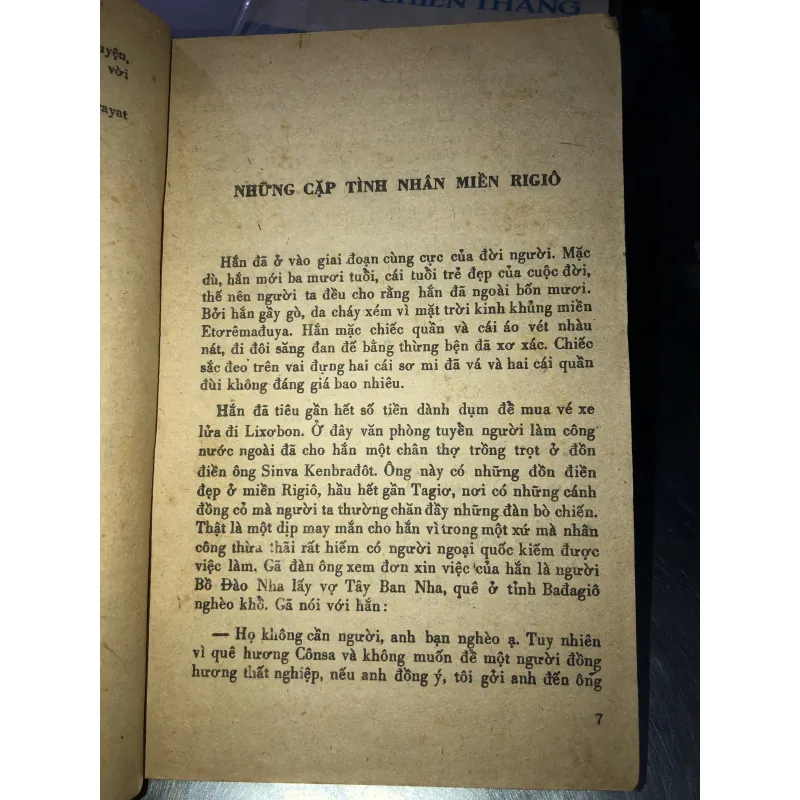 CHIẾN THẮNG
uyện,
vời
raynt
NHỮNG CẶP TÌNH NHÂN MIỀN RIGIÔ
Hắn đã ở vào giai đoạn cùng cực của đời người. Mặc
dù, hắn mới ba mươi tuổi, cái tuổi trẻ đẹp của cuộc đời,
thế nên người ta đều cho rằng hắn đã ngoài bốn mươi.
Bởi hắn gầy gò, da cháy xém vì mặt trời kinh khủng miền
Etơrêmađuya. Hắn mặc chiếc quần và cái áo vét nhàu
nát, đi đôi săng đan đế bằng thừng bện đã xơ xác. Chiếc
sắc đeo trên vai đựng hai cái sơ mi đã vá và hai cái quần
đùi không đáng giá bao nhiêu.
Hắn đã tiêu gần hết số tiền dành dụm để mua vé xe
lửa đi Lixơbon. Ở đây văn phòng tuyển người làm công
nước ngoài đã cho hắn một chân thợ trồng trọt ở đồn
điền ông Sinva Kenbrađôt. Ông này có những đồn điền
đẹp ở miền Rigiô, hầu hết gần Tagiơ, nơi có những cánh
đồng cỏ mà người ta thường chăn đầy những đàn bò chiến.
Thật là một dịp may mắn cho hắn vì trong một xứ mà nhân
công thừa thãi rất hiếm có người ngoại quốc kiếm được
việc làm. Gã đàn ông xem đơn xin việc của hắn là người
Bồ Đào Nha lấy vợ Tây Ban Nha, quê ở tỉnh Bađagiô
nghèo khổ. Gã nói với hắn:
— Họ không cần người, anh bạn nghèo ạ. Tuy nhiên
vì quê hương Cônsa và không muốn để một người đồng
hương thất nghiệp, nếu anh đồng ý, tôi gởi anh đến ông
7